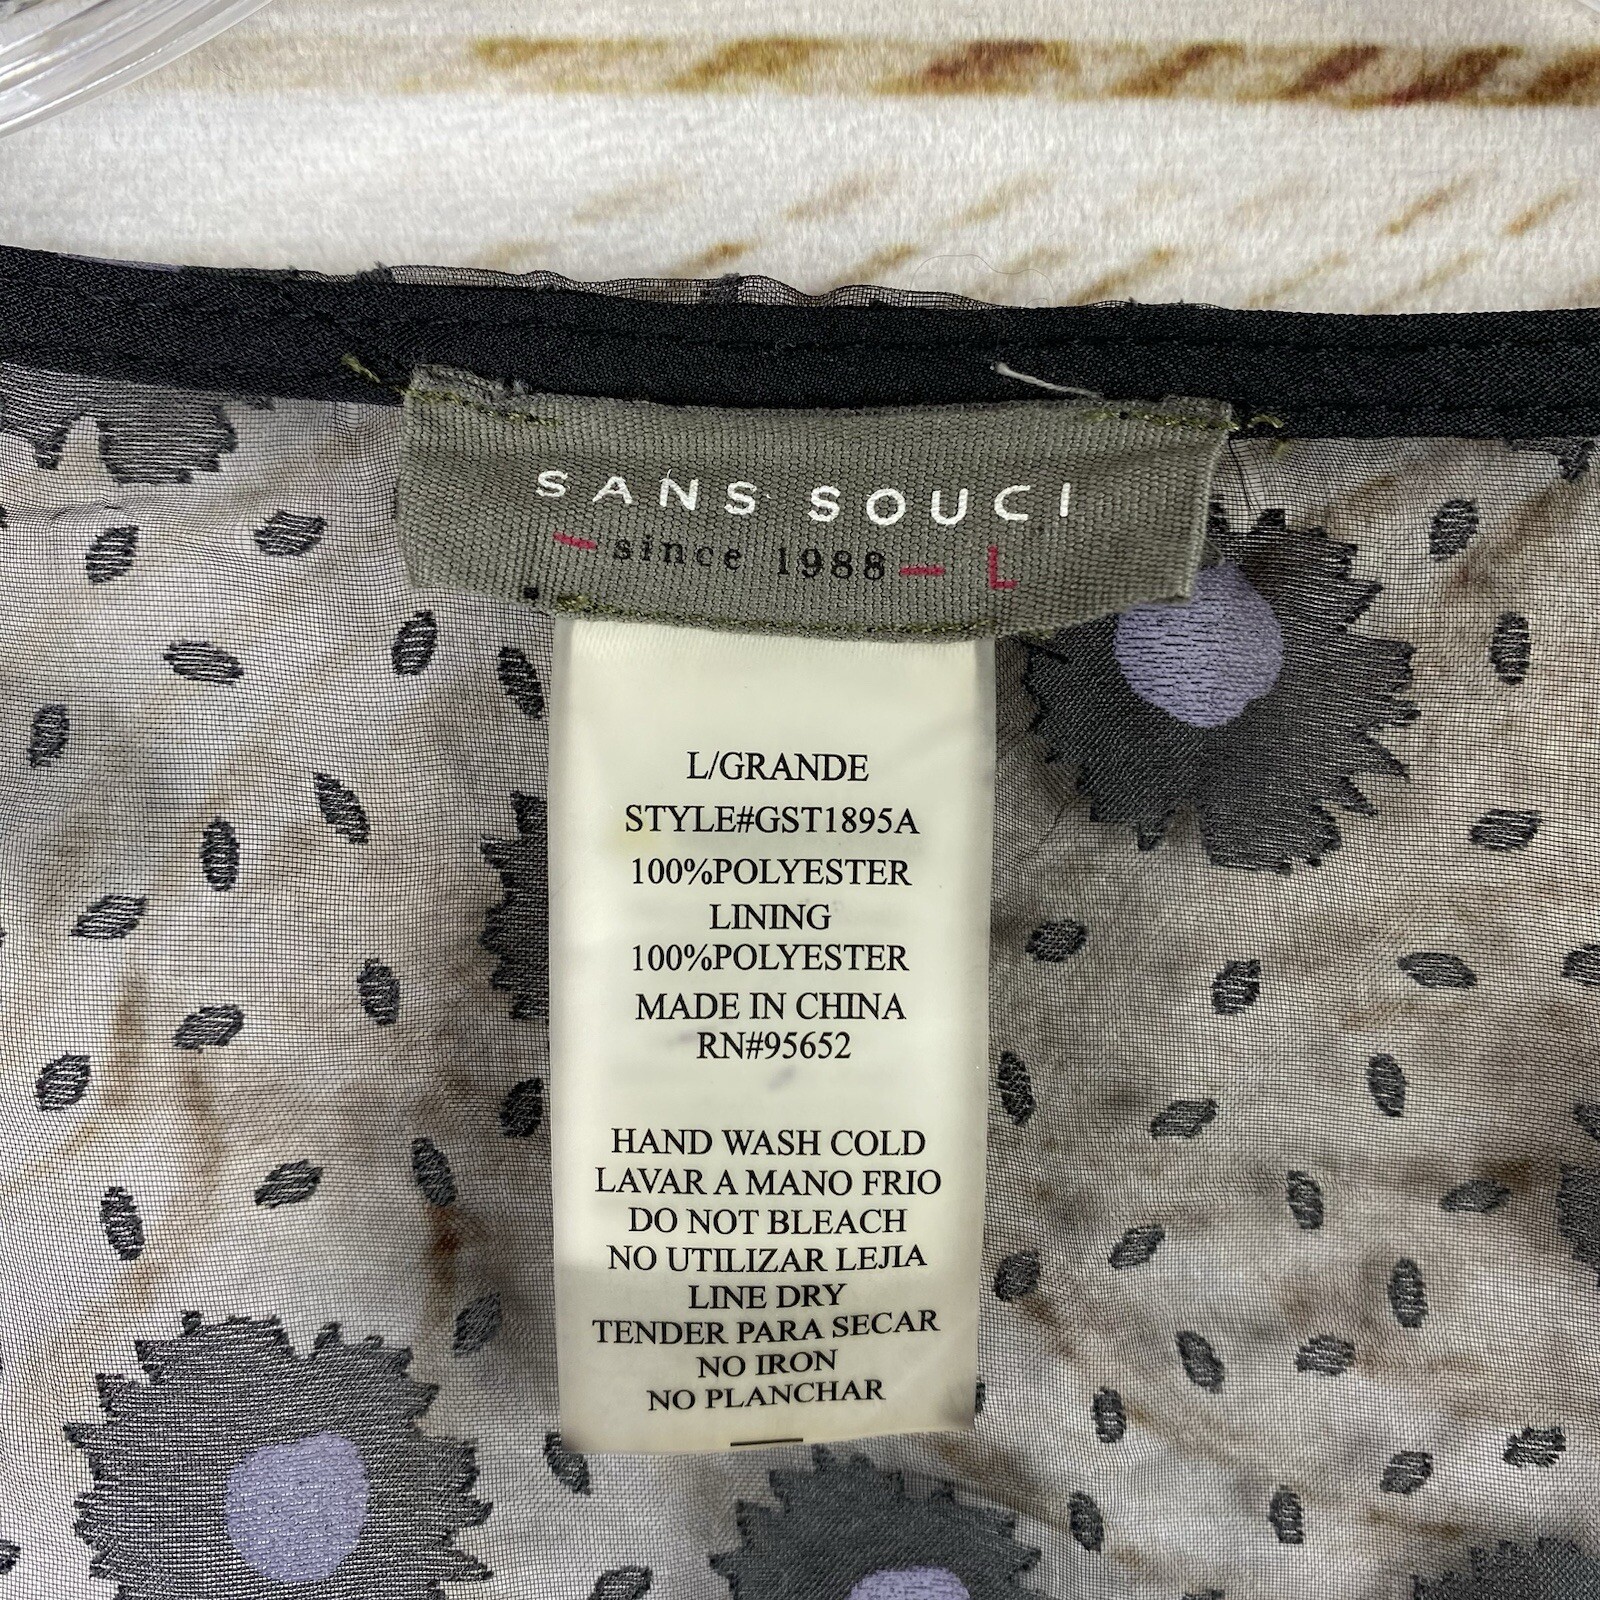 SANS SOUCI
— since 1988 — L
L/GRANDE
STYLE#GST1895A
100%POLYESTER
LINING
100%POLYESTER
MADE IN CHINA
RN#95652
HAND WASH COLD
LAVAR A MANO FRIO
DO NOT BLEACH
NO UTILIZAR LEJIA
LINE DRY
TENDER PARA SECAR
NO IRON
NO PLANCHAR